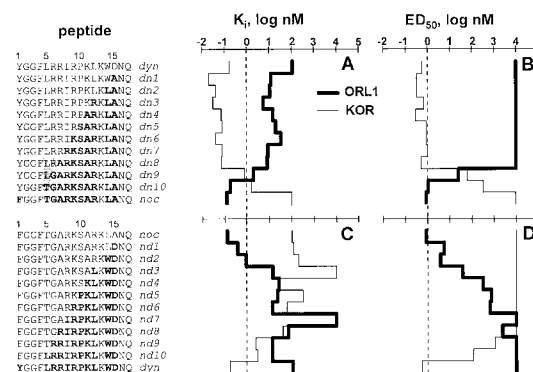 peptide
K i, log nM
ED50, log nM
-2 -1 0 1 2 3 4 5
-2 -1 0 1 2 3 4
1 5 10 15
YGGFLRRIRPKLKWDNQ dyn
YGGFLRRIRPKLKWANQ dn1
YGGFLRRIRPKLKLANQ dn2
YGGFLRRIRPKRKLANQ dn3
YGGFLRRIRPARKLANQ dn4
YGGFLRRIRSARKLANQ dn5
YGGFLRRIKSARKLANQ dn6
YGGFLRRRKSARKLANQ dn7
YGGFLRARKSARKLANQ dn8
YGGFLGARKSARKLANQ dn9
YGGFTGARKSARKLANQ dn10
FGGFTGARKSARKLANQ noc
A
B
ORL1
KOR
1 5 10 15
FGGFTGARKSARKLANQ noc
FGGFTGARKSARKLDNQ nd1
FGGFTGARKSARKWDNQ nd2
FGGFTGARKSALKWDNQ nd3
FGGFTGARKSKLKWDNQ nd4
FGGFTGARKPKLKWDNQ nd5
FGGFTGARRPKLKWDNQ nd6
FGGFTGAIRPKLKWDNQ nd7
FGGFTGRIRPKLKWDNQ nd8
FGGFTRRIRPKLKWDNQ nd9
FGGFLRRIRPKLKWDNQ nd10
YGGFLRRIRPKLKWDNQ dyn
C
D